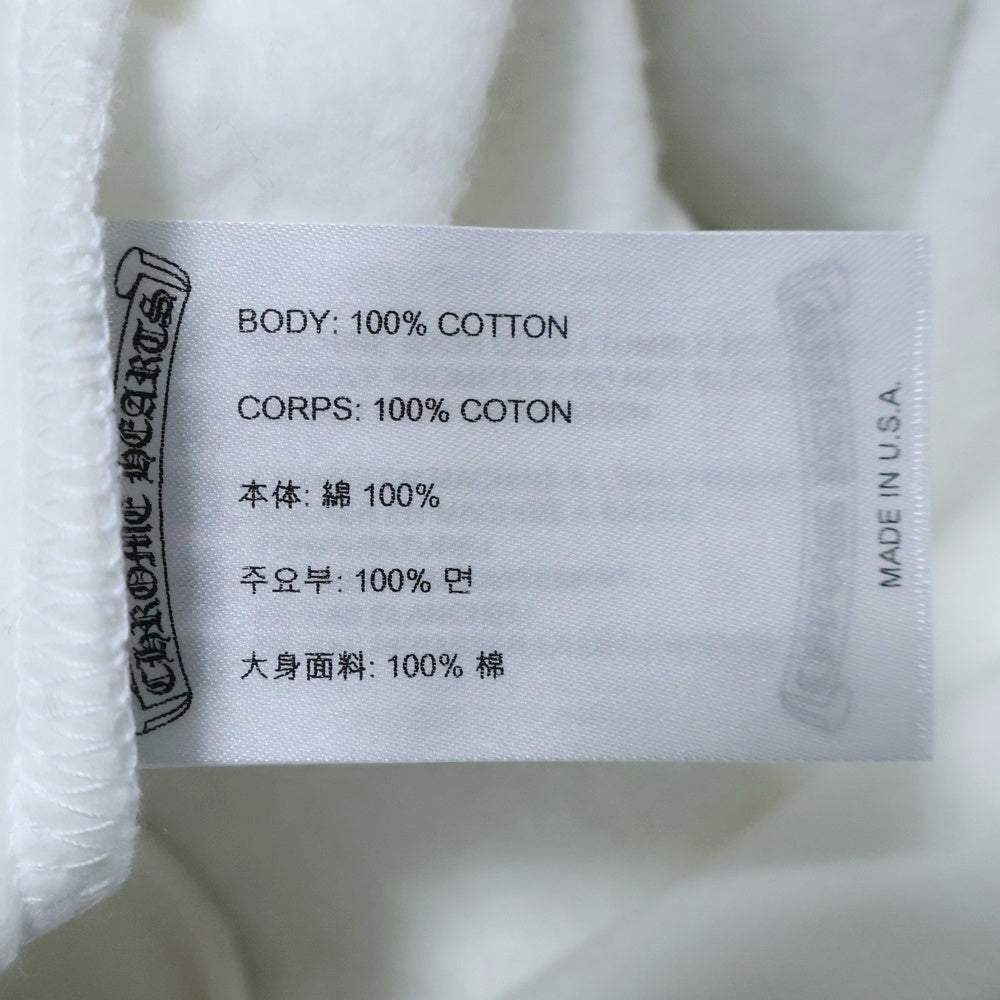 CHROME HEARTS
BODY: 100% COTTON
CORPS: 100% COTON
本体: 綿 100%
주요부: 100% 면
大身面料: 100% 棉
MADE IN U.S.A.